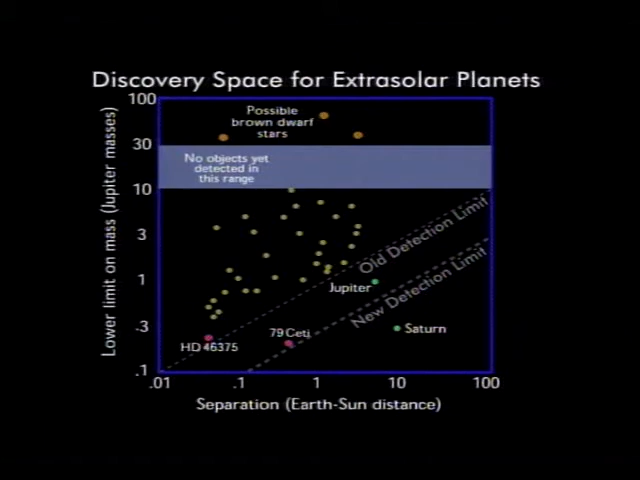 Discovery Space for Extrasolar Planets
Lower limit on mass (Jupiter masses)
100
30
10
3
1
.3
.1
Possible
brown dwarf
stars
No objects yet
detected in
this range
Old Detection Limit
New Detection Limit
Jupiter
Saturn
79 Ceti
HD 46375
.01
.1
1
10
100
Separation (Earth-Sun distance)